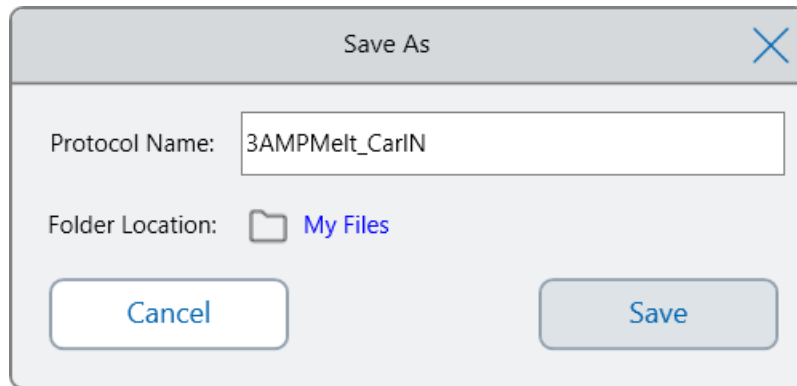 Save As
Protocol Name: 3AMPMelt_CarIN
Folder Location: My Files
Cancel Save